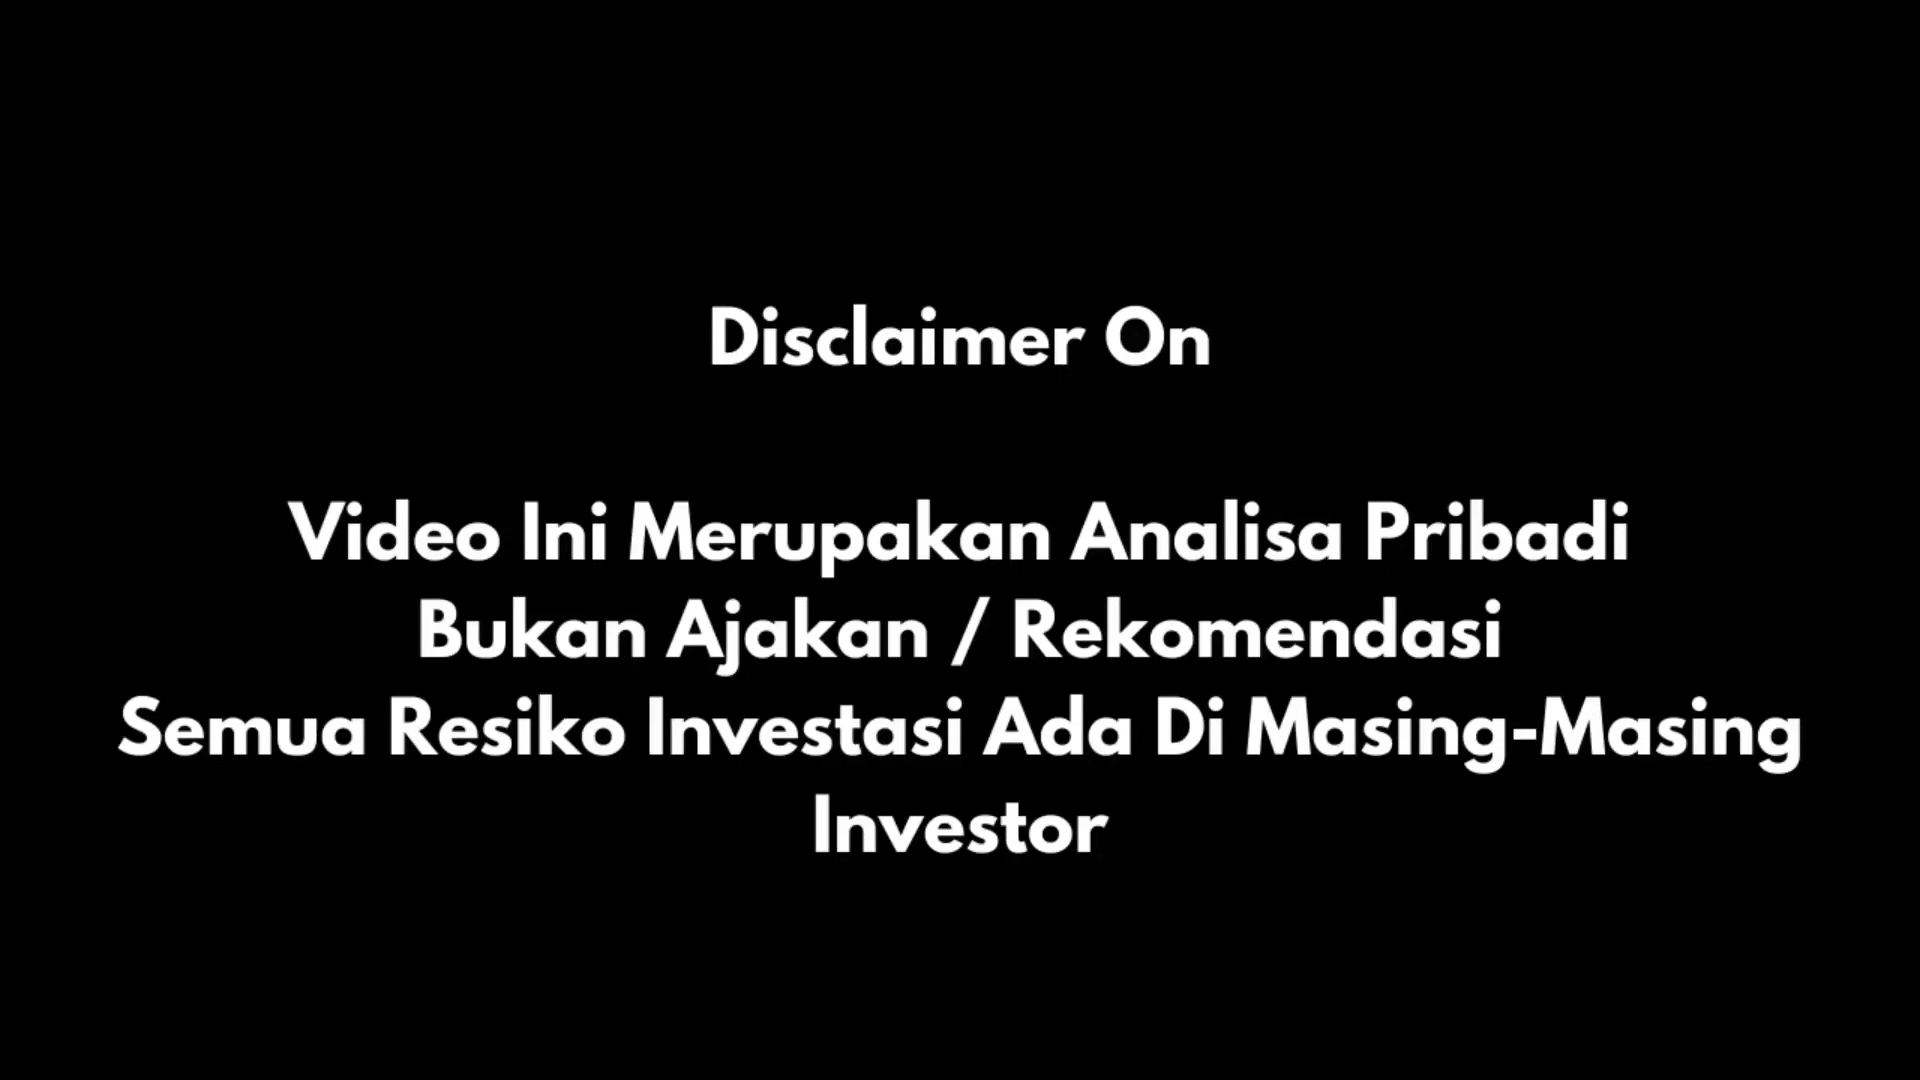 Disclaimer On
Video Ini Merupakan Analisa Pribadi
Bukan Ajakan / Rekomendasi
Semua Resiko Investasi Ada Di Masing-Masing
Investor